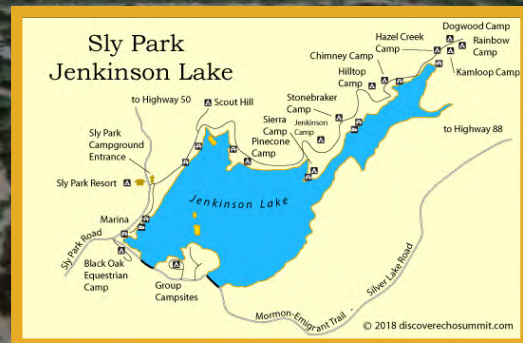 Sly Park
Jenkinson Lake
Dogwood Camp
Hazel Creek
Camp
Rainbow
Camp
Chimney Camp
Kamloop Camp
Hilltop
Camp
to Highway 50
Scout Hill
Stonebraker
Camp
Sierra
Camp
Jenkinson
Camp
Pinecone
Camp
to Highway 88
Sly Park
Campground
Entrance
Sly Park Resort
Jenkinson Lake
Marina
Sly Park Road
Black Oak
Equestrian
Camp
Group
Campsites
Silver Lake Road
Mormon-Emigrant Trail
© 2018 discoverechosummit.com